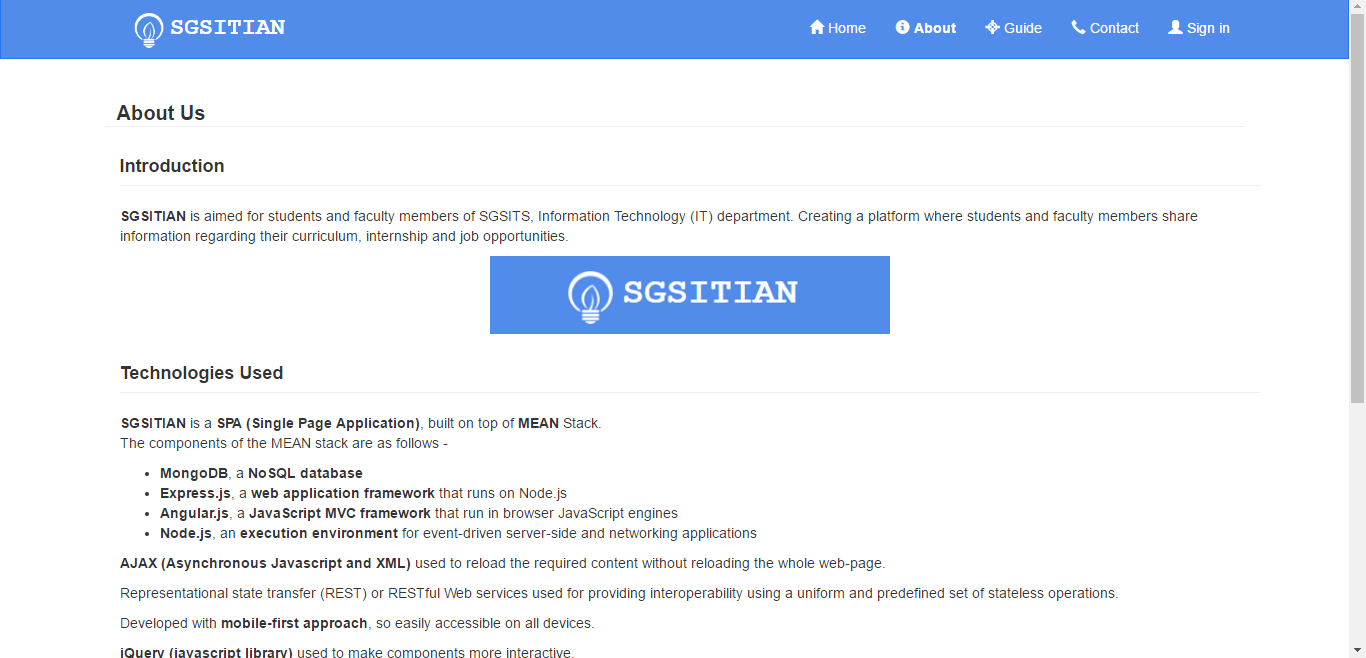 SGSITIAN
Home About Guide Contact Sign in
About Us
Introduction
SGSITIAN is aimed for students and faculty members of SGSITS, Information Technology (IT) department. Creating a platform where students and faculty members share
information regarding their curriculum, internship and job opportunities.
SGSITIAN
Technologies Used
SGSITIAN is a SPA (Single Page Application), built on top of MEAN Stack.
The components of the MEAN stack are as follows -
• MongoDB, a NoSQL database
• Express.js, a web application framework that runs on Node.js
• Angular.js, a JavaScript MVC framework that run in browser JavaScript engines
• Node.js, an execution environment for event-driven server-side and networking applications
AJAX (Asynchronous Javascript and XML) used to reload the required content without reloading the whole web-page.
Representational state transfer (REST) or RESTful Web services used for providing interoperability using a uniform and predefined set of stateless operations.
Developed with mobile-first approach, so easily accessible on all devices.
jQuery (javascript library) used to make components more interactive.